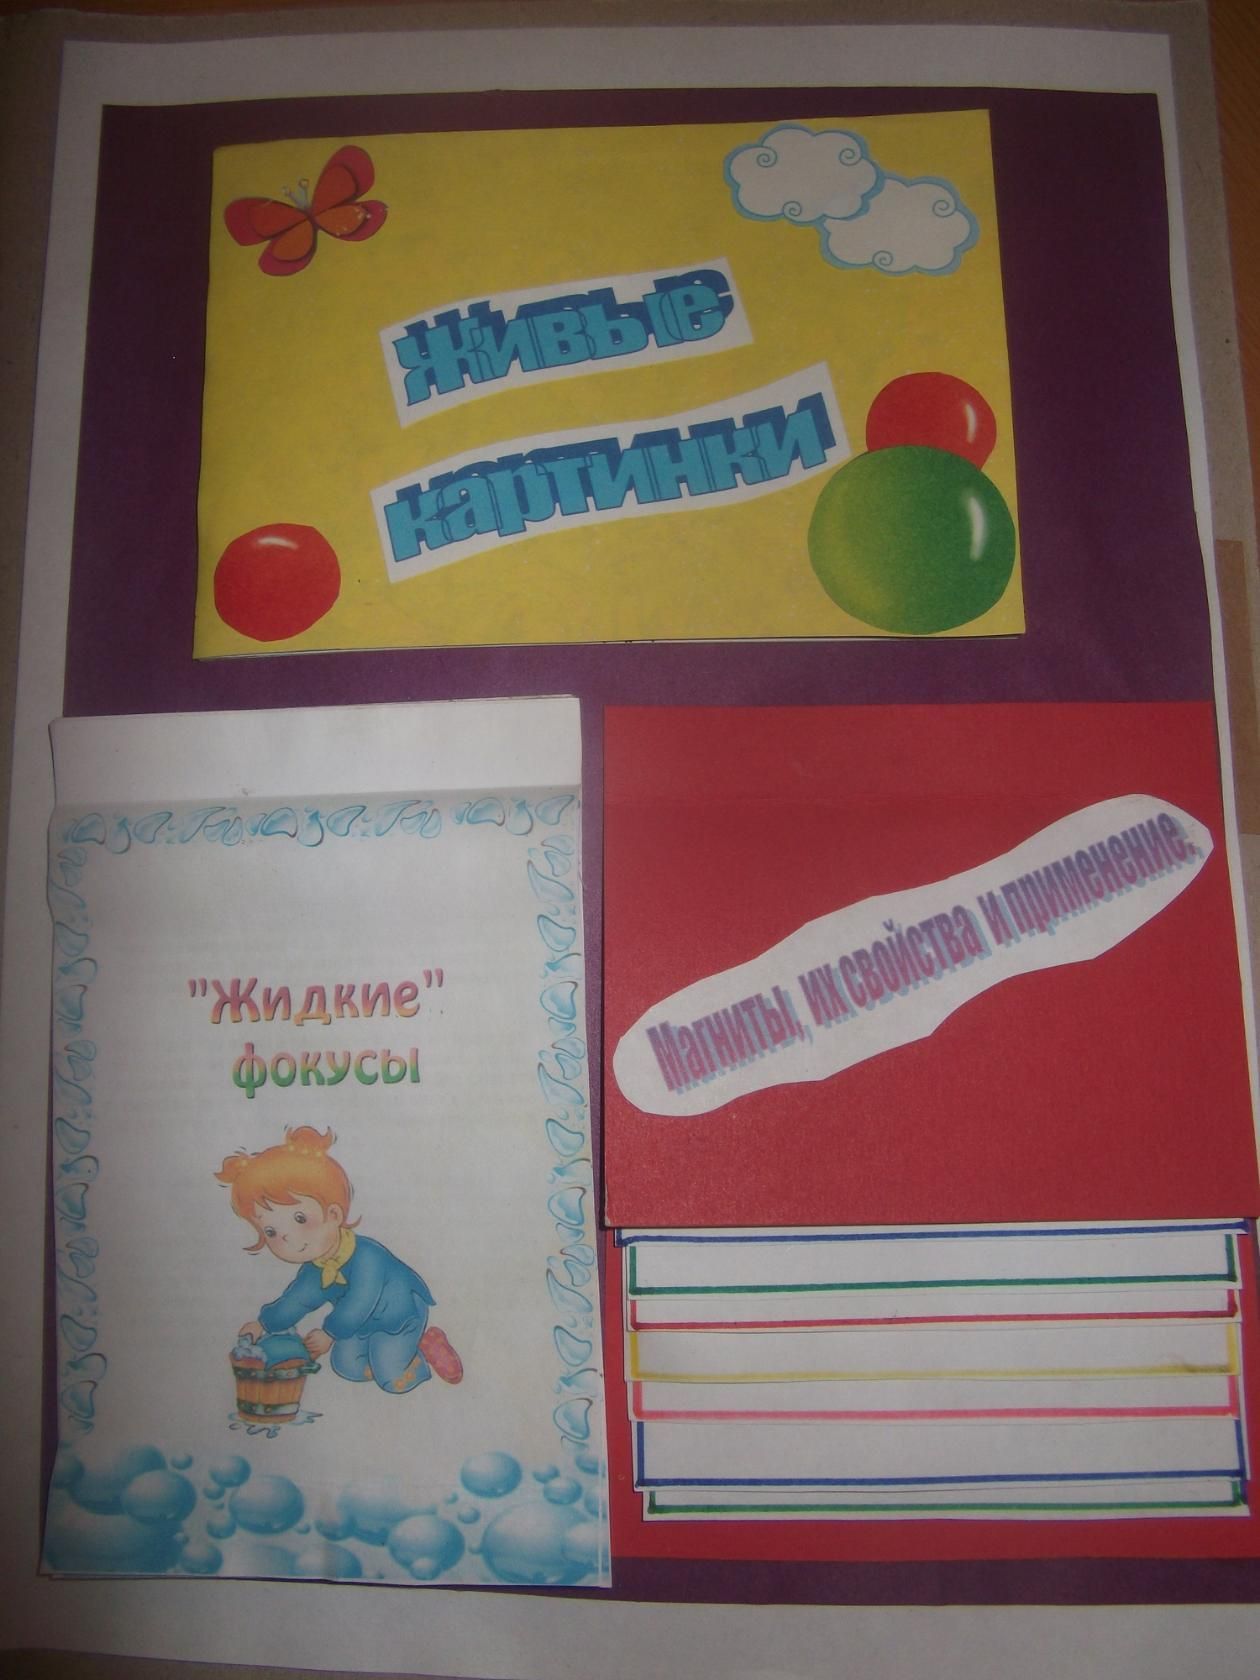 Живые
картинки
"Жидкие"
фокусы
Магниты, их свойства и применение.